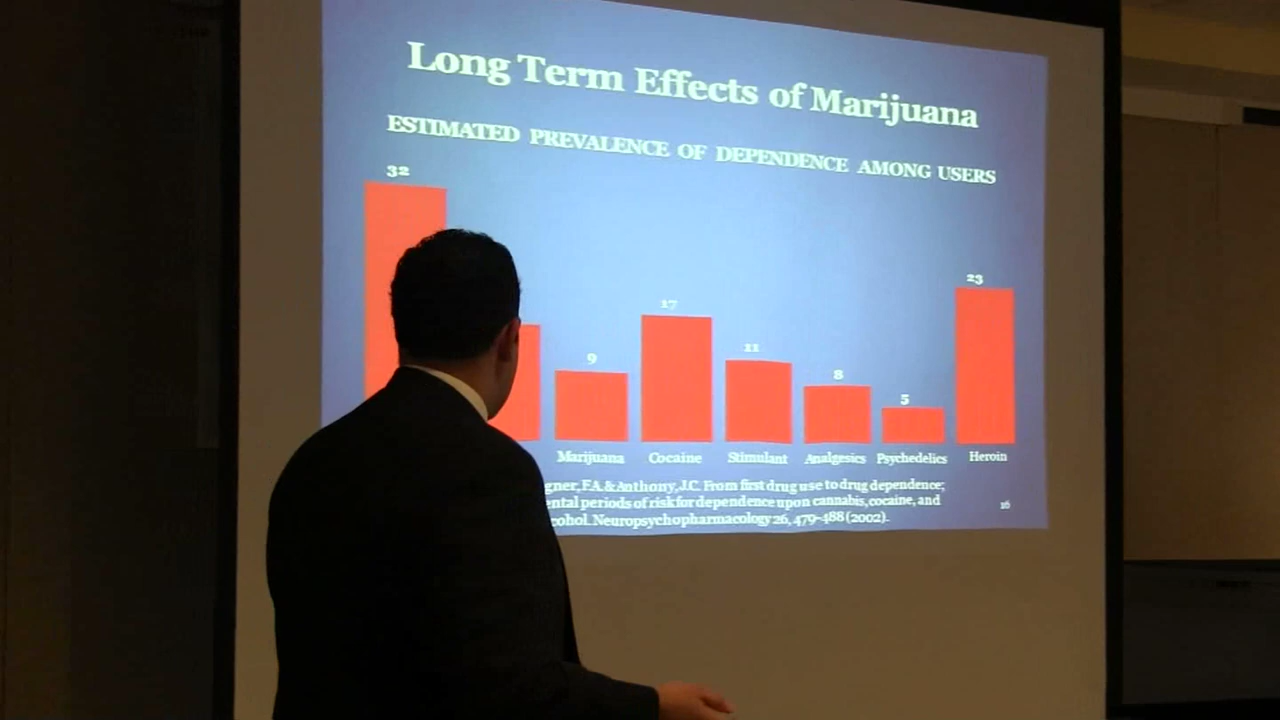 Long Term Effects of Marijuana
ESTIMATED PREVALENCE OF DEPENDENCE AMONG USERS
32
9
17
11
8
5
23
Marijuana Cocaine Stimulant Analgesics Psychedelics Heroin
gner, F.A. & Anthony, J.C. From first drug use to drug dependence;
ental periods of risk for dependence upon cannabis, cocaine, and
cohol. Neuropsychopharmacology 26, 479-488 (2002).
16